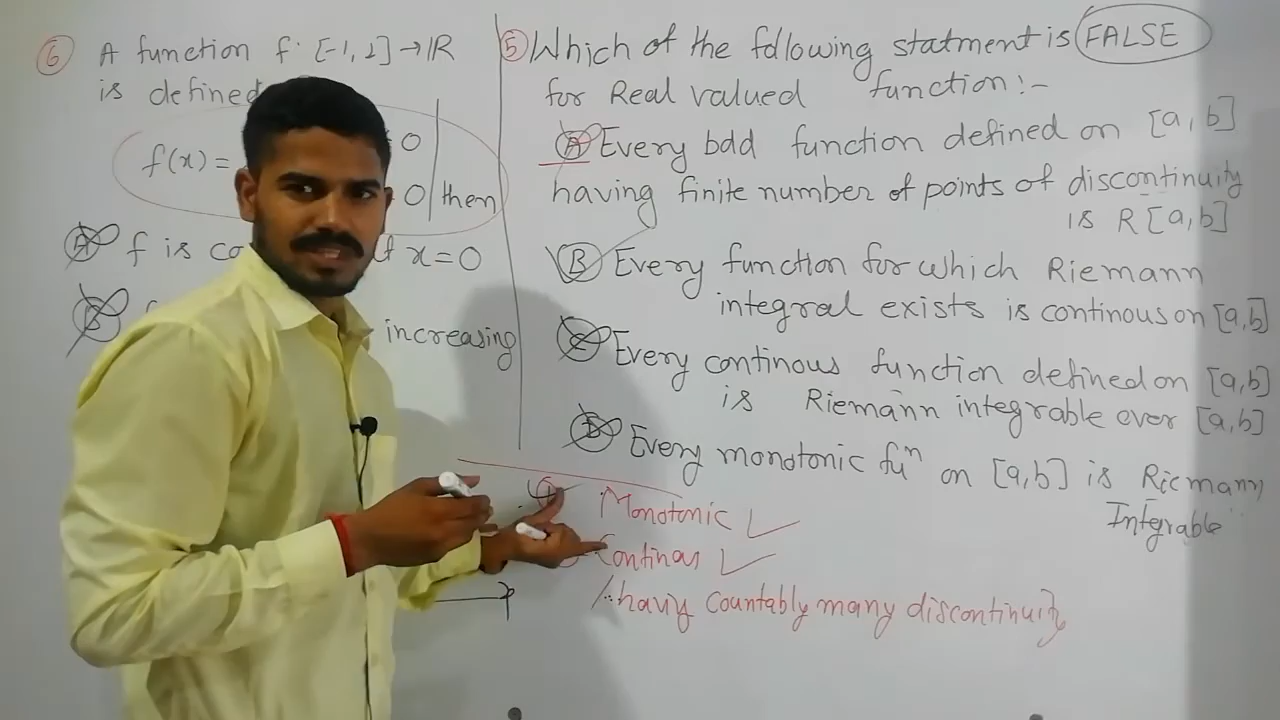 6 A function f: [-1, 2] → IR
is defined
f(x) =
0
0 then
A f is co x=0
increasing
5 Which of the following statment is FALSE
for Real valued function :-
A Every bdd function defined on [a, b]
having finite number of points of discontinuity
is R [a, b]
B Every function for which Riemann
integral exists is continous on [a, b]
C Every continous function defined on [a, b]
is Riemann integrable over [a, b]
D Every monotonic fuⁿ on [a, b] is Riemann
Integrable
1 Monotonic ✓
Continous ✓
havig countably many discontinuity